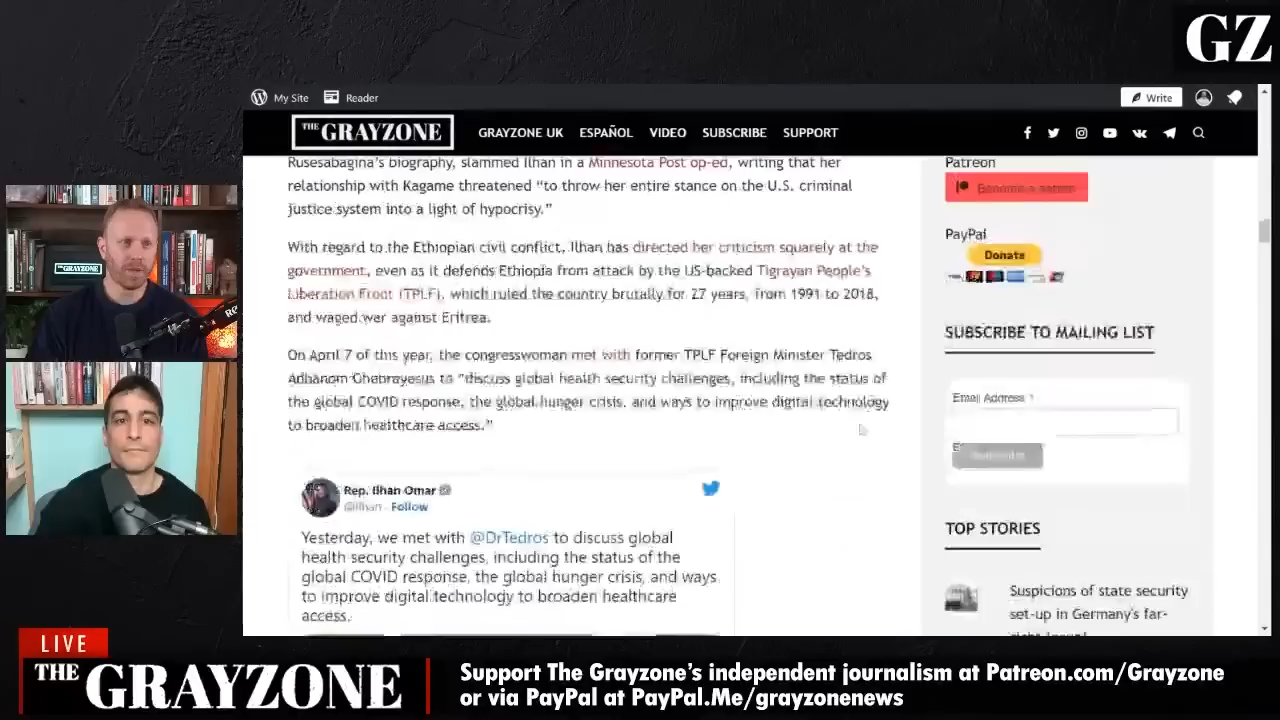 GZ
My Site
Reader
Write
THE GRAYZONE
GRAYZONE UK
ESPAÑOL
VIDEO
SUBSCRIBE
SUPPORT
Rusesabagina's biography, slammed Ilhan in a Minnesota Post op-ed, writing that her
relationship with Kagame threatened "to throw her entire stance on the U.S. criminal
justice system into a light of hypocrisy."
With regard to the Ethiopian civil conflict, Ilhan has directed her criticism squarely at the
government, even as it defends Ethiopia from attack by the US-backed Tigrayan People's
Liberation Front (TPLF), which ruled the country brutally for 27 years, from 1991 to 2018,
and waged war against Eritrea.
On April 7 of this year, the congresswoman met with former TPLF Foreign Minister Tedros
Adhanom Ghebrayesus to "discuss global health security challenges, including the status of
the global COVID response, the global hunger crisis, and ways to improve digital technology
to broaden healthcare access."
Rep. Ilhan Omar
@Ilhan · Follow
Yesterday, we met with @DrTedros to discuss global
health security challenges, including the status of the
global COVID response, the global hunger crisis, and ways
to improve digital technology to broaden healthcare
access.
Patreon
Become a patron
PayPal
Donate
SUBSCRIBE TO MAILING LIST
Email Address *
TOP STORIES
Suspicions of state security
set-up in Germany's far-
THE GRAYZONE
LIVE
THE GRAYZONE
Support The Grayzone's independent journalism at Patreon.com/Grayzone
or via PayPal at PayPal.Me/grayzonenews